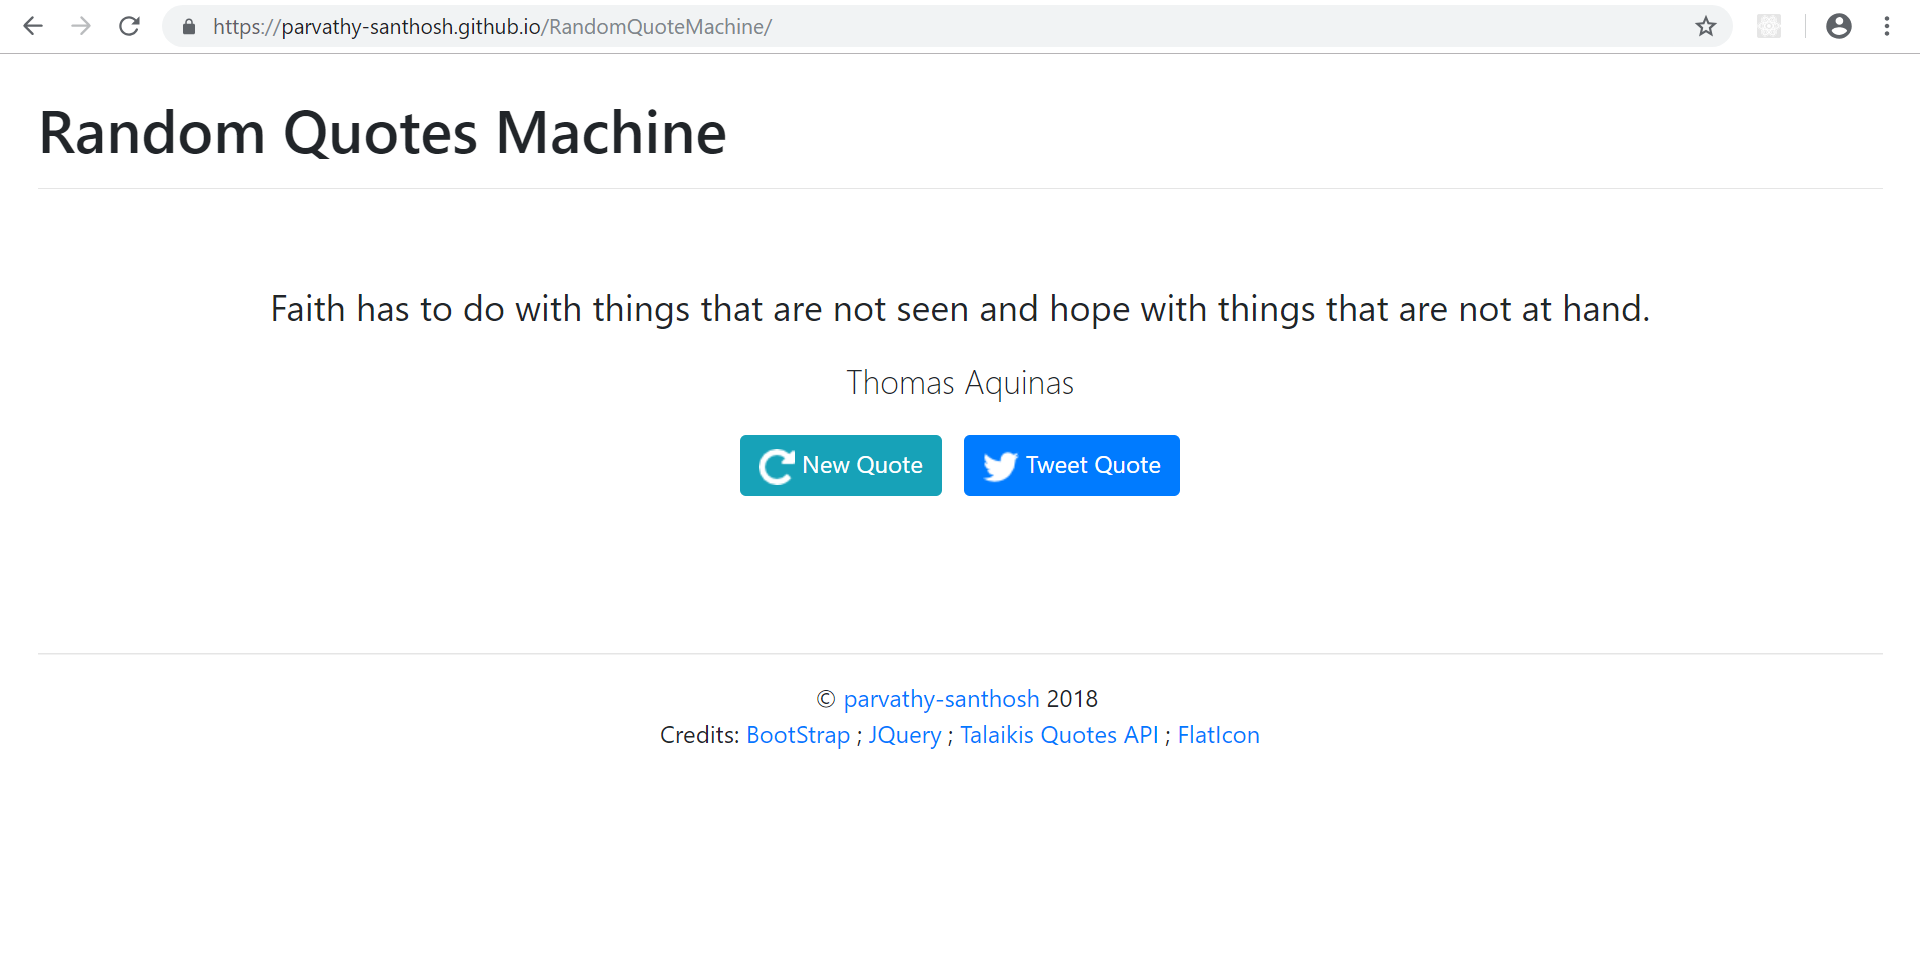 https://parvathy-santhosh.github.io/RandomQuoteMachine/
Random Quotes Machine
Faith has to do with things that are not seen and hope with things that are not at hand.
Thomas Aquinas
New Quote Tweet Quote
© parvathy-santhosh 2018
Credits: BootStrap ; JQuery ; Talaikis Quotes API ; FlatIcon